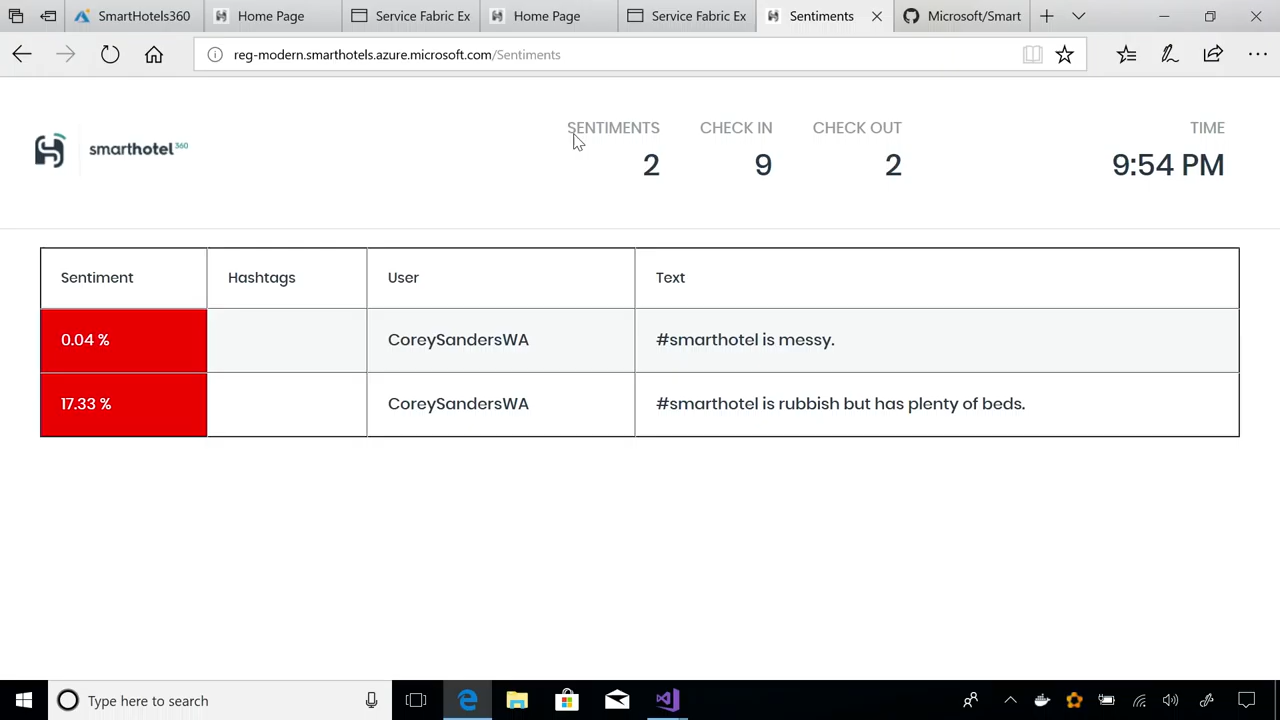 SmartHotels360
Home Page
Service Fabric Ex
Home Page
Service Fabric Ex
Sentiments
Microsoft/Smart
reg-modern.smarthotels.azure.microsoft.com/Sentiments
smarthotel360
SENTIMENTS CHECK IN CHECK OUT TIME
2 9 2 9:54 PM
Sentiment Hashtags User Text
0.04 % CoreySandersWA #smarthotel is messy.
17.33 % CoreySandersWA #smarthotel is rubbish but has plenty of beds.
Type here to search